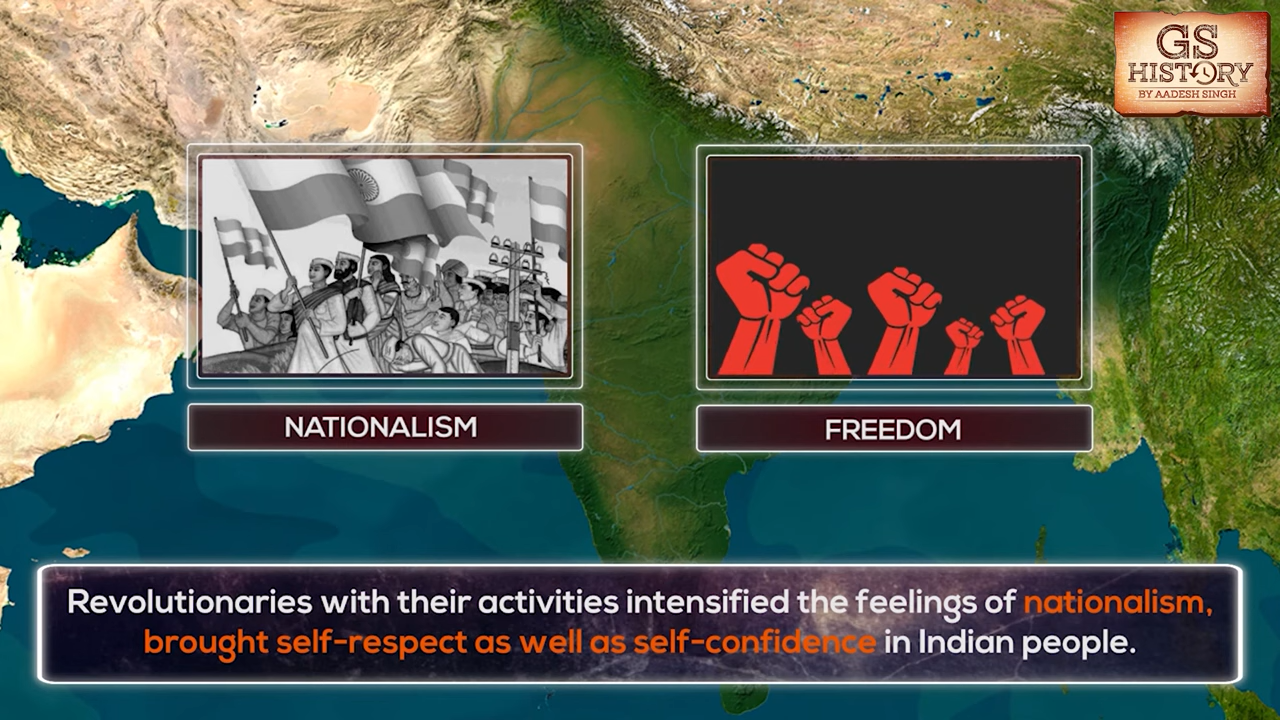 GS
HISTORY
BY AADESH SINGH
NATIONALISM
FREEDOM
Revolutionaries with their activities intensified the feelings of nationalism,
brought self-respect as well as self-confidence in Indian people.